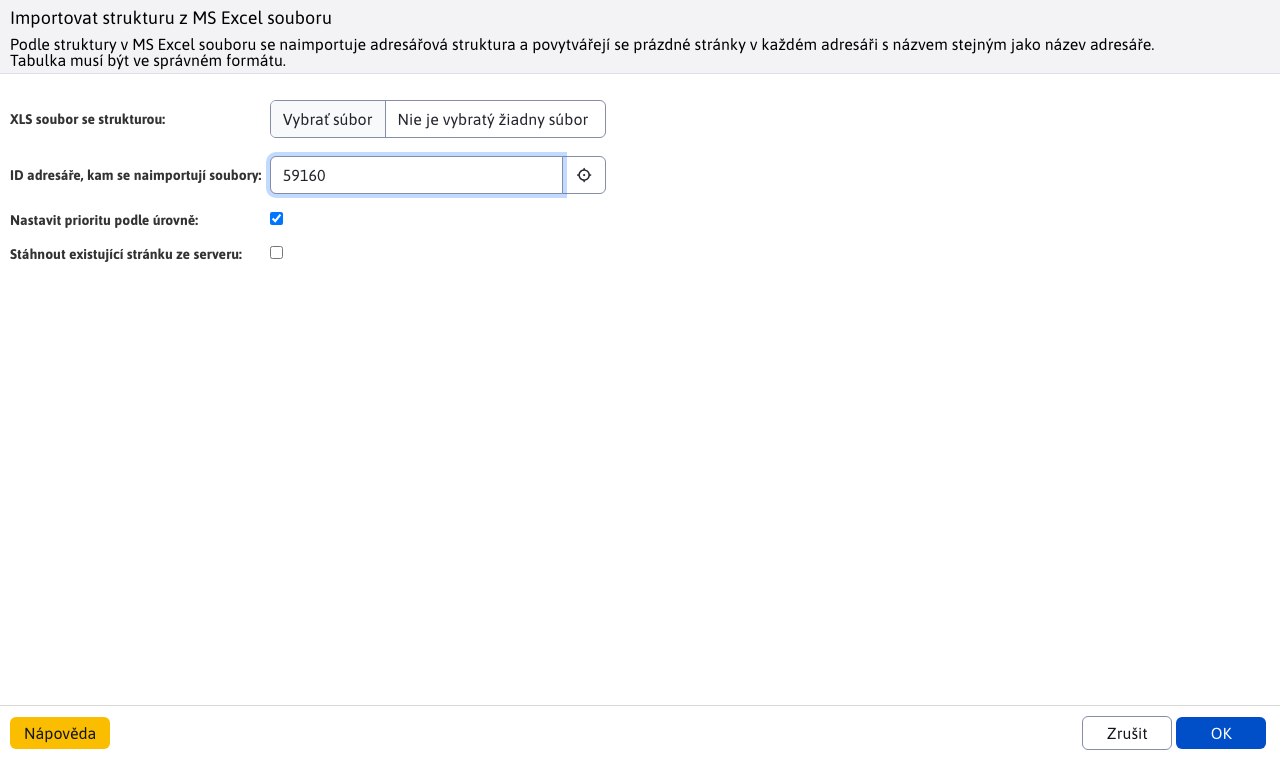 Importovat strukturu z MS Excel souboru
Podle struktury v MS Excel souboru se naimportuje adresářová struktura a povytvářejí se prázdné stránky v každém adresáři s názvem stejným jako název adresáře.
Tabulka musí být ve správném formátu.
XLS soubor se strukturou: Vybrať súbor Nie je vybratý žiadny súbor
ID adresáře, kam se naimportují soubory: 59160
Nastavit prioritu podle úrovně:
Stáhnout existující stránku ze serveru:
Nápověda Zrušit OK